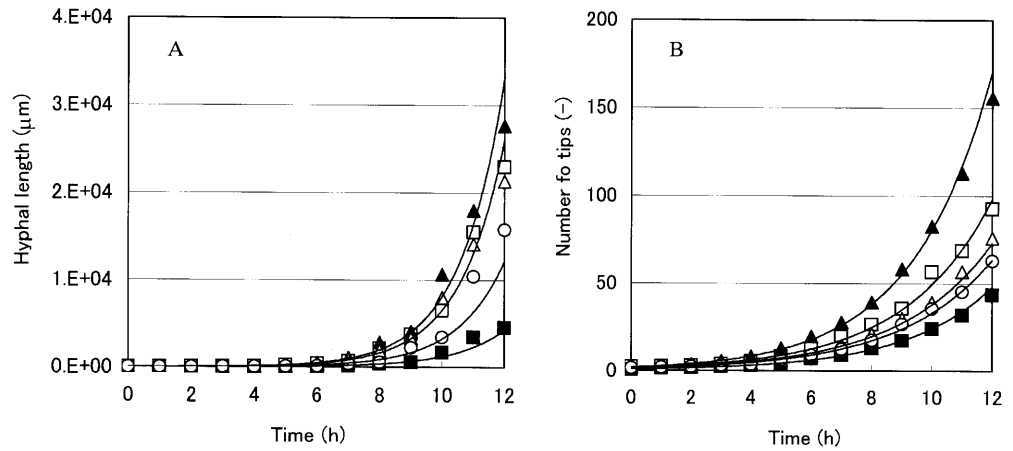 A
Hyphal length (μm)
4.E+04
3.E+04
2.E+04
1.E+04
0.E+00
0 2 4 6 8 10 12
Time (h)
B
Number fo tips (-)
200
150
100
50
0
0 2 4 6 8 10 12
Time (h)